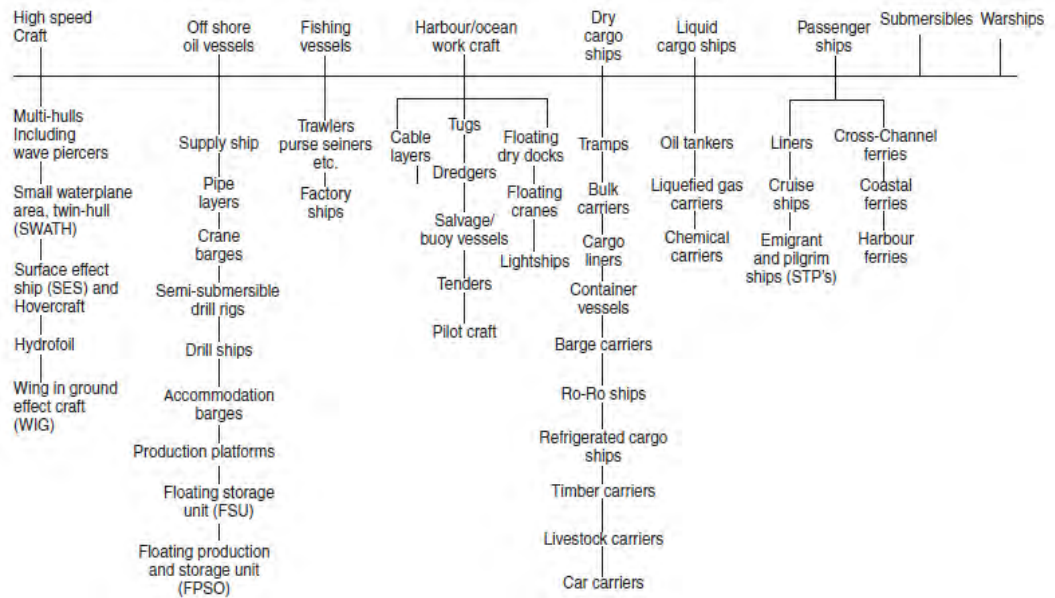 High speed
Craft
Off shore
oil vessels
Fishing
vessels
Harbour/ocean
work craft
Dry
cargo
ships
Liquid
cargo ships
Passenger
ships
Submersibles
Warships
Multi-hulls
Including
wave piercers
Small waterplane
area, twin-hull
(SWATH)
Surface effect
ship (SES) and
Hovercraft
Hydrofoil
Wing in ground
effect craft
(WIG)
Supply ship
Pipe
layers
Crane
barges
Semi-submersible
drill rigs
Drill ships
Accommodation
barges
Production platforms
Floating storage
unit (FSU)
Floating production
and storage unit
(FPSO)
Trawlers
purse seiners
etc.
Factory
ships
Cable
layers
Tugs
Dredgers
Salvage/
buoy vessels
Tenders
Pilot craft
Floating
dry docks
Floating
cranes
Lightships
Tramps
Bulk
carriers
Cargo
liners
Container
vessels
Barge carriers
Ro-Ro ships
Refrigerated cargo
ships
Timber carriers
Livestock carriers
Car carriers
Oil tankers
Liquefied gas
carriers
Chemical
carriers
Liners
Cruise
ships
Emigrant
and pilgrim
ships (STP's)
Cross-Channel
ferries
Coastal
ferries
Harbour
ferries